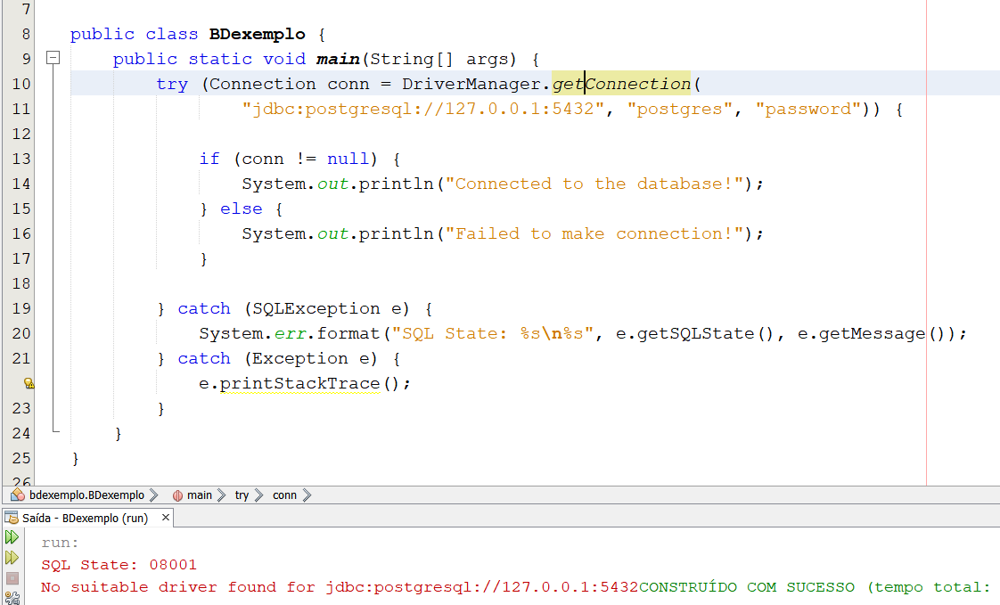 7
8 public class BDexemplo {
9 public static void main(String[] args) {
10 try (Connection conn = DriverManager.getConnection(
11 "jdbc:postgresql://127.0.0.1:5432", "postgres", "password")) {
12
13 if (conn != null) {
14 System.out.println("Connected to the database!");
15 } else {
16 System.out.println("Failed to make connection!");
17 }
18
19 } catch (SQLException e) {
20 System.err.format("SQL State: %s\n%s", e.getSQLState(), e.getMessage());
21 } catch (Exception e) {
e.printStackTrace();
23 }
24 }
25 }
26
bdexemplo.BDexemplo main try conn
Saída - BDexemplo (run)
run:
SQL State: 08001
No suitable driver found for jdbc:postgresql://127.0.0.1:5432CONSTRUÍDO COM SUCESSO (tempo total: